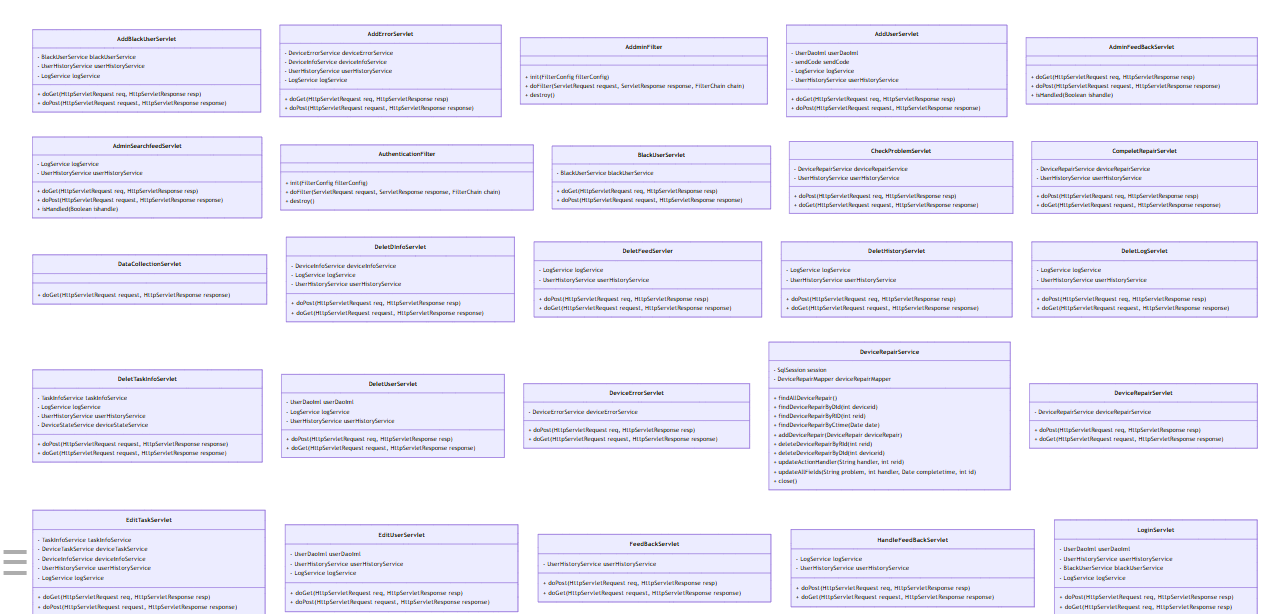 AddBlackUserServlet
- BlackUserService blackUserService
- UserHistoryService userHistoryService
- LogService logService
+ doGet(HttpServletRequest req, HttpServletResponse resp)
+ doPost(HttpServletRequest request, HttpServletResponse response)
AddErrorServlet
- DeviceErrorService deviceErrorService
- DeviceInfoService deviceInfoService
- UserHistoryService userHistoryService
- LogService logService
+ doGet(HttpServletRequest req, HttpServletResponse resp)
+ doPost(HttpServletRequest request, HttpServletResponse response)
AddminFilter
+ init(FilterConfig filterConfig)
+ doFilter(ServletRequest request, ServletResponse response, FilterChain chain)
+ destroy()
AddUserServlet
- UserDaoIml userDaoIml
- sendCode sendCode
- LogService logService
- UserHistoryService userHistoryService
+ doGet(HttpServletRequest req, HttpServletResponse resp)
+ doPost(HttpServletRequest request, HttpServletResponse response)
AdminFeedBackServlet
+ doGet(HttpServletRequest req, HttpServletResponse resp)
+ doPost(HttpServletRequest request, HttpServletResponse response)
+ isHandled(Boolean ishandle)
AdminSearchfeedServlet
- LogService logService
- UserHistoryService userHistoryService
+ doGet(HttpServletRequest req, HttpServletResponse resp)
+ doPost(HttpServletRequest request, HttpServletResponse response)
+ isHandled(Boolean ishandle)
AuthenticationFilter
+ init(FilterConfig filterConfig)
+ doFilter(ServletRequest request, ServletResponse response, FilterChain chain)
+ destroy()
BlackUserServlet
- BlackUserService blackUserService
+ doGet(HttpServletRequest req, HttpServletResponse resp)
+ doPost(HttpServletRequest request, HttpServletResponse response)
CheckProblemServlet
- DeviceRepairService deviceRepairService
- UserHistoryService userHistoryService
+ doPost(HttpServletRequest req, HttpServletResponse resp)
+ doGet(HttpServletRequest request, HttpServletResponse response)
CompeletRepairServlet
- DeviceRepairService deviceRepairService
- UserHistoryService userHistoryService
+ doPost(HttpServletRequest req, HttpServletResponse resp)
+ doGet(HttpServletRequest request, HttpServletResponse response)
DataCollectionServlet
+ doGet(HttpServletRequest request, HttpServletResponse response)
DeletDInfoServlet
- DeviceInfoService deviceInfoService
- LogService logService
- UserHistoryService userHistoryService
+ doPost(HttpServletRequest req, HttpServletResponse resp)
+ doGet(HttpServletRequest request, HttpServletResponse response)
DeletFeedServler
- LogService logService
- UserHistoryService userHistoryService
+ doPost(HttpServletRequest req, HttpServletResponse resp)
+ doGet(HttpServletRequest request, HttpServletResponse response)
DeletHistoryServlet
- LogService logService
- UserHistoryService userHistoryService
+ doPost(HttpServletRequest req, HttpServletResponse resp)
+ doGet(HttpServletRequest request, HttpServletResponse response)
DeletLogServlet
- LogService logService
- UserHistoryService userHistoryService
+ doPost(HttpServletRequest req, HttpServletResponse resp)
+ doGet(HttpServletRequest request, HttpServletResponse response)
DeletTaskInfoServlet
- TaskInfoService taskInfoService
- LogService logService
- UserHistoryService userHistoryService
- DeviceStateService deviceStateService
+ doPost(HttpServletRequest req, HttpServletResponse response)
+ doGet(HttpServletRequest request, HttpServletResponse response)
DeletUserServlet
- UserDaoIml userDaoIml
- LogService logService
- UserHistoryService userHistoryService
+ doPost(HttpServletRequest req, HttpServletResponse resp)
+ doGet(HttpServletRequest request, HttpServletResponse response)
DeviceErrorServlet
- DeviceErrorService deviceErrorService
+ doPost(HttpServletRequest req, HttpServletResponse resp)
+ doGet(HttpServletRequest request, HttpServletResponse response)
DeviceRepairService
- SqlSession session
- DeviceRepairMapper deviceRepairMapper
+ findAllDeviceRepair()
+ findDeviceRepairByDId(int deviceid)
+ findDeviceRepairByRID(int reid)
+ findDeviceRepairByCtime(Date date)
+ addDeviceRepair(DeviceRepair deviceRepair)
+ deleteDeviceRepairByRId(int reid)
+ deleteDeviceRepairByDId(int deviceid)
+ updateActionHandler(String handler, int reid)
+ updateAllFields(String problem, int handler, Date completetime, int id)
+ close()
DeviceRepairServlet
- DeviceRepairService deviceRepairService
+ doPost(HttpServletRequest req, HttpServletResponse resp)
+ doGet(HttpServletRequest request, HttpServletResponse response)
EditTaskServlet
- TaskInfoService taskInfoService
- DeviceTaskService deviceTaskService
- DeviceInfoService deviceInfoService
- UserHistoryService userHistoryService
- LogService logService
+ doGet(HttpServletRequest req, HttpServletResponse resp)
+ doPost(HttpServletRequest request, HttpServletResponse response)
EditUserServlet
- UserDaoIml userDaoIml
- UserHistoryService userHistoryService
- LogService logService
+ doGet(HttpServletRequest req, HttpServletResponse resp)
+ doPost(HttpServletRequest request, HttpServletResponse response)
FeedBackServlet
- UserHistoryService userHistoryService
+ doPost(HttpServletRequest req, HttpServletResponse resp)
+ doGet(HttpServletRequest request, HttpServletResponse response)
HandleFeedBackServlet
- LogService logService
- UserHistoryService userHistoryService
+ doPost(HttpServletRequest req, HttpServletResponse resp)
+ doGet(HttpServletRequest request, HttpServletResponse response)
LoginServlet
- UserDaoIml userDaoIml
- UserHistoryService userHistoryService
- BlackUserService blackUserService
- LogService logService
+ doPost(HttpServletRequest req, HttpServletResponse resp)
+ doGet(HttpServletRequest request, HttpServletResponse response)